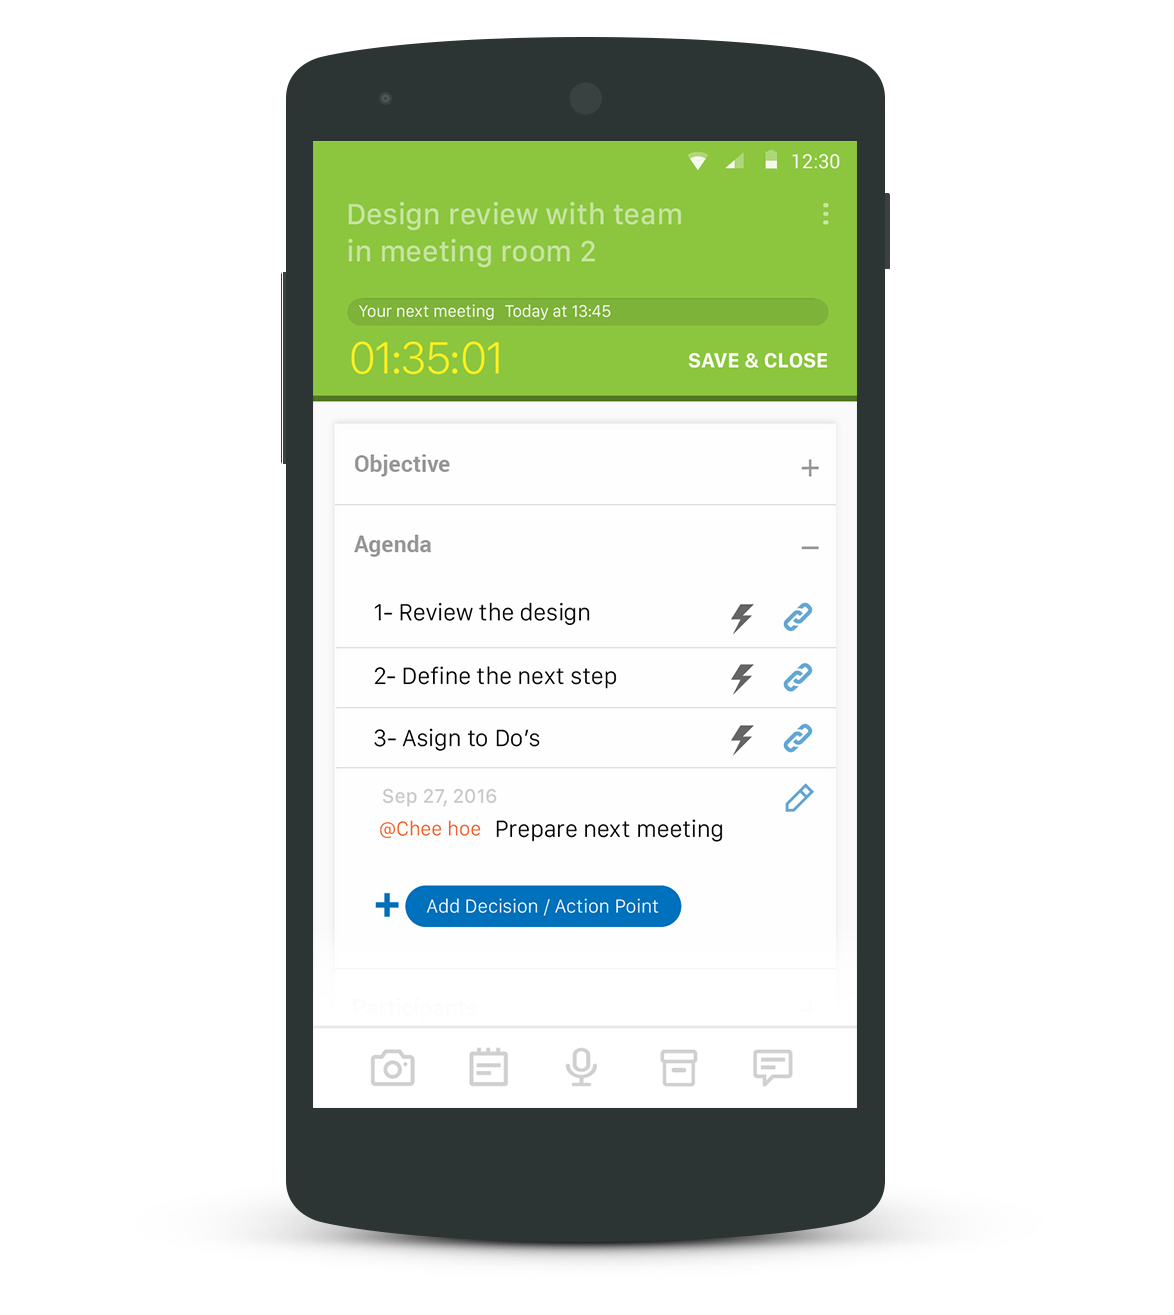 12:30
Design review with team
in meeting room 2
Your next meeting Today at 13:45
01:35:01
SAVE & CLOSE
Objective
Agenda
1- Review the design
2- Define the next step
3- Asign to Do's
Sep 27, 2016
@Chee hoe Prepare next meeting
Add Decision / Action Point
Participants